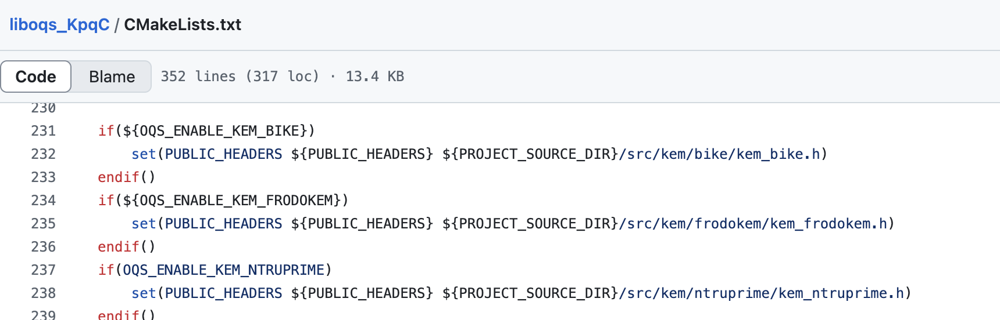 liboqs_KpqC / CMakeLists.txt
Code Blame 352 lines (317 loc) · 13.4 KB
230
231 if(${OQS_ENABLE_KEM_BIKE})
232     set(PUBLIC_HEADERS ${PUBLIC_HEADERS} ${PROJECT_SOURCE_DIR}/src/kem/bike/kem_bike.h)
233 endif()
234 if(${OQS_ENABLE_KEM_FRODOKEM})
235     set(PUBLIC_HEADERS ${PUBLIC_HEADERS} ${PROJECT_SOURCE_DIR}/src/kem/frodokem/kem_frodokem.h)
236 endif()
237 if(OQS_ENABLE_KEM_NTRUPRIME)
238     set(PUBLIC_HEADERS ${PUBLIC_HEADERS} ${PROJECT_SOURCE_DIR}/src/kem/ntruprime/kem_ntruprime.h)
239 endif()